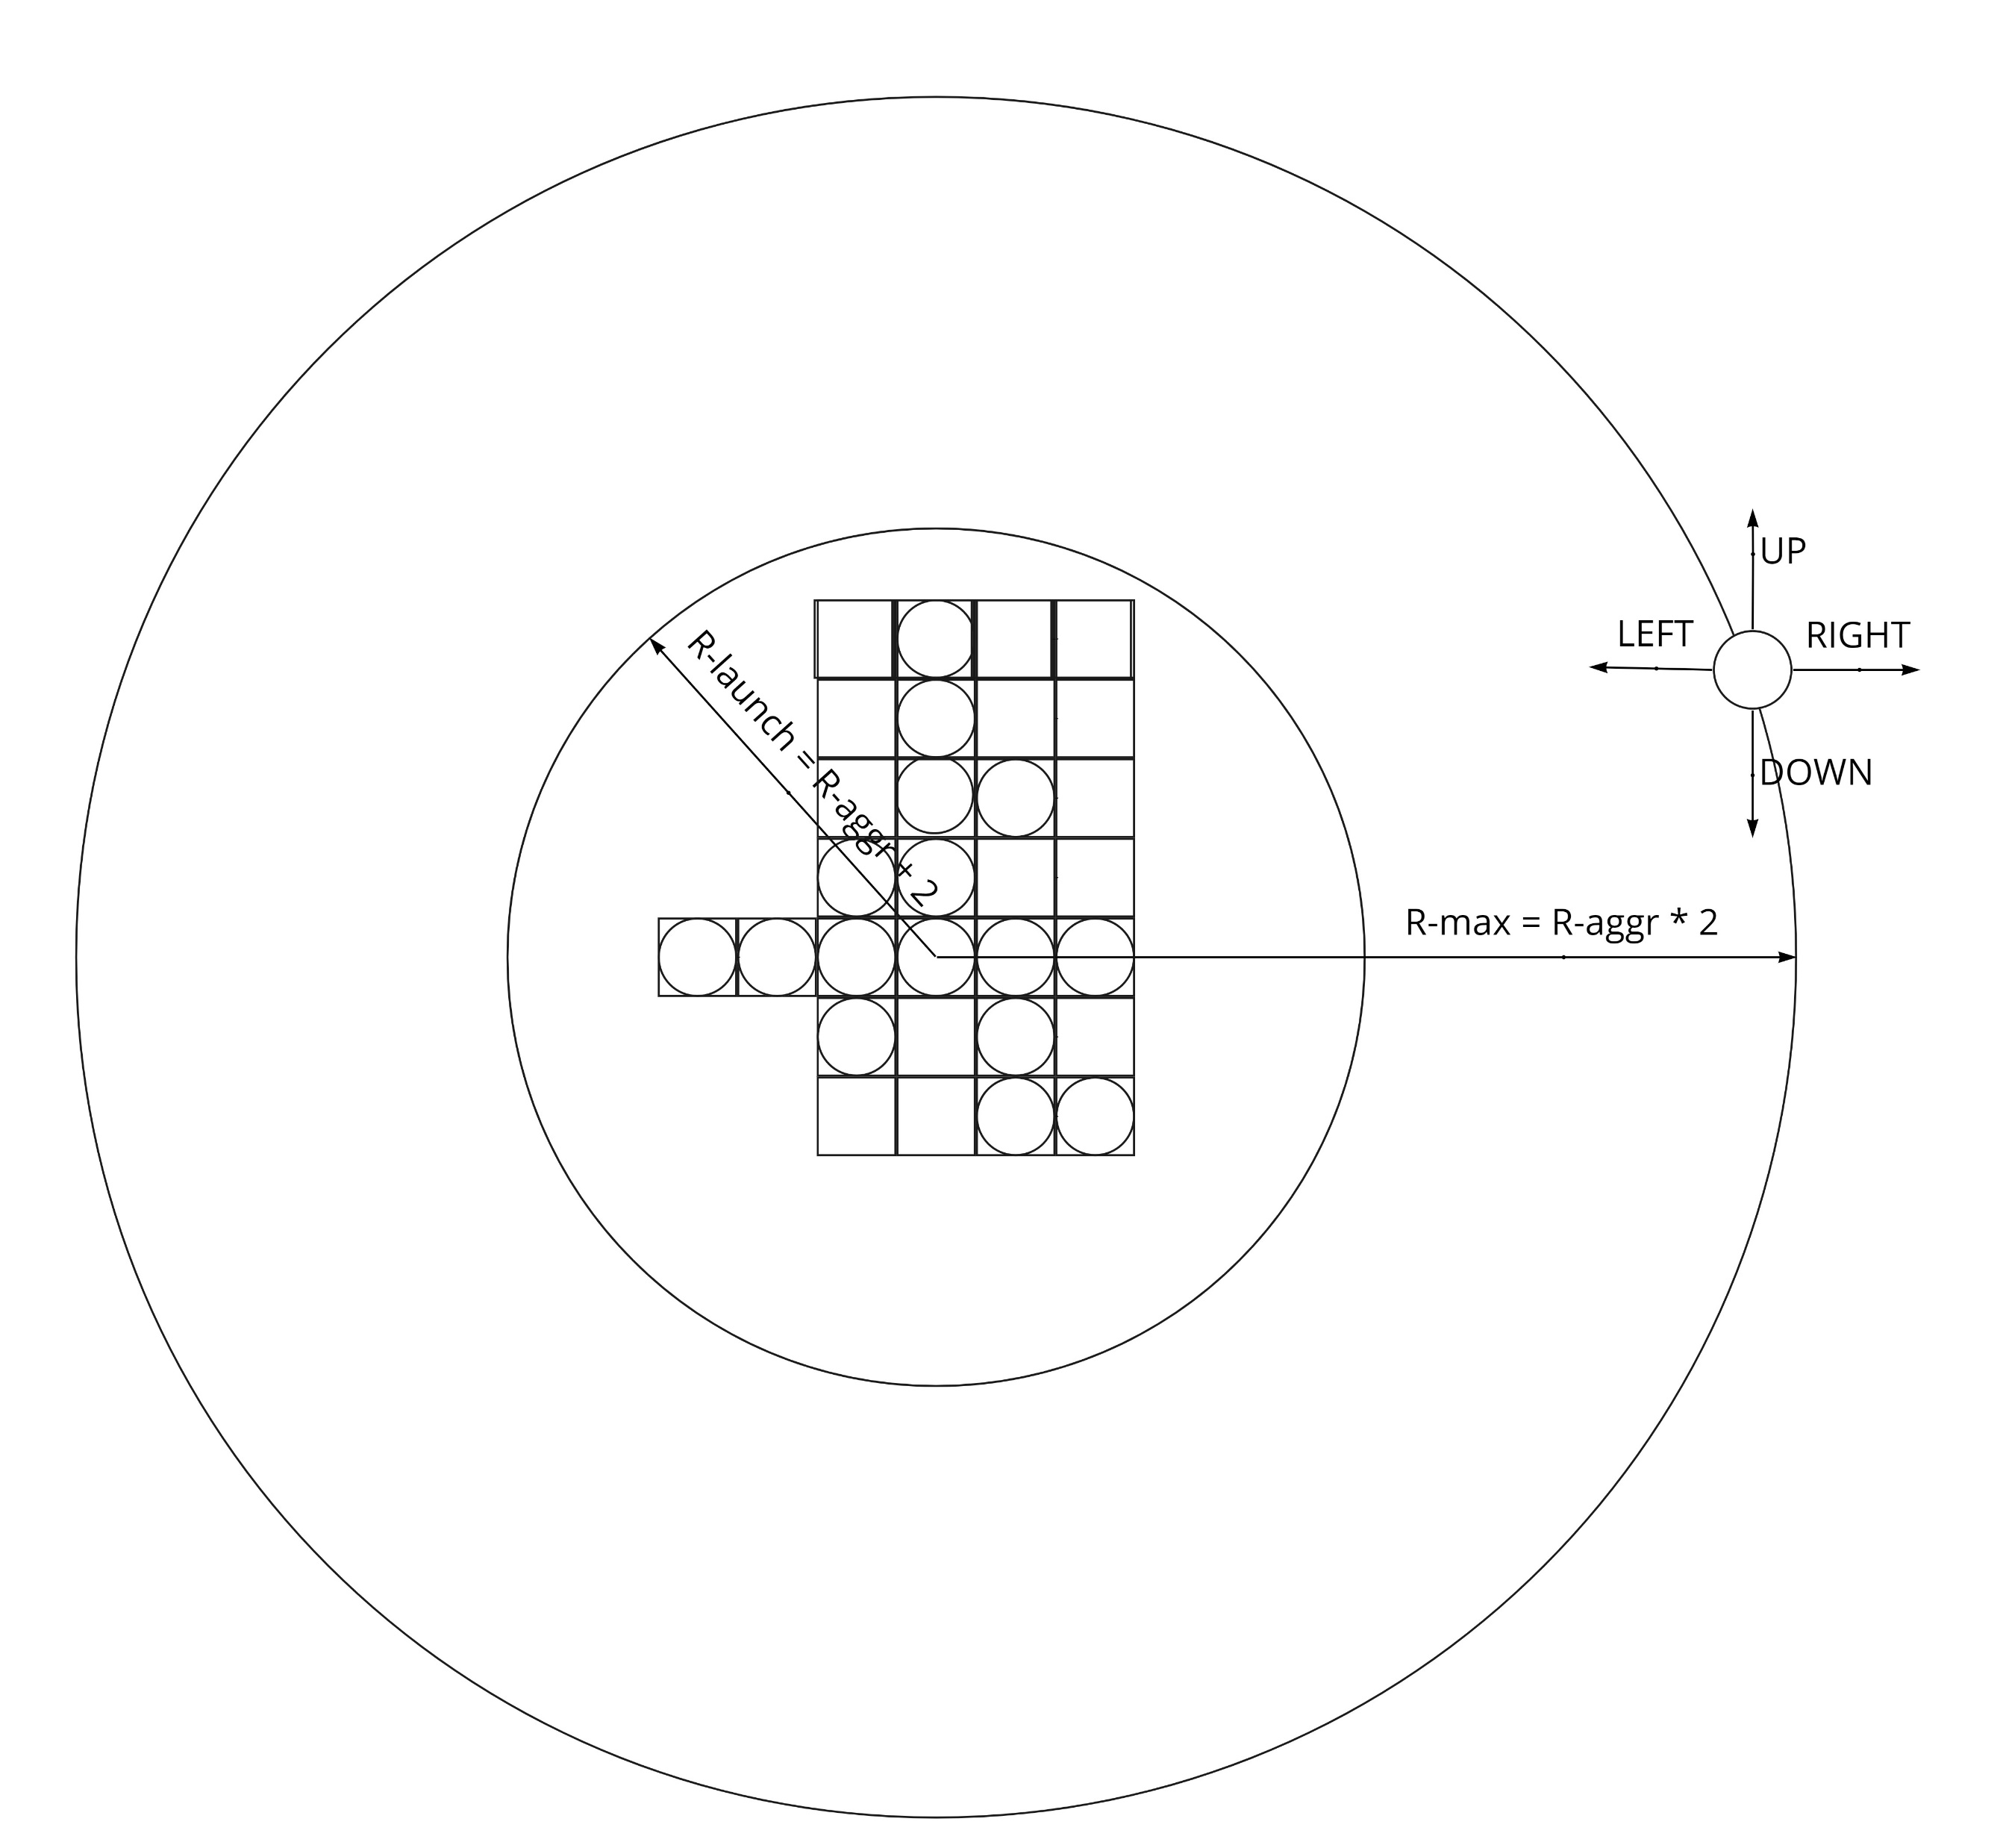 UP
LEFT
RIGHT
R-launch = R-aggr + 2
DOWN
R-max = R-aggr * 2